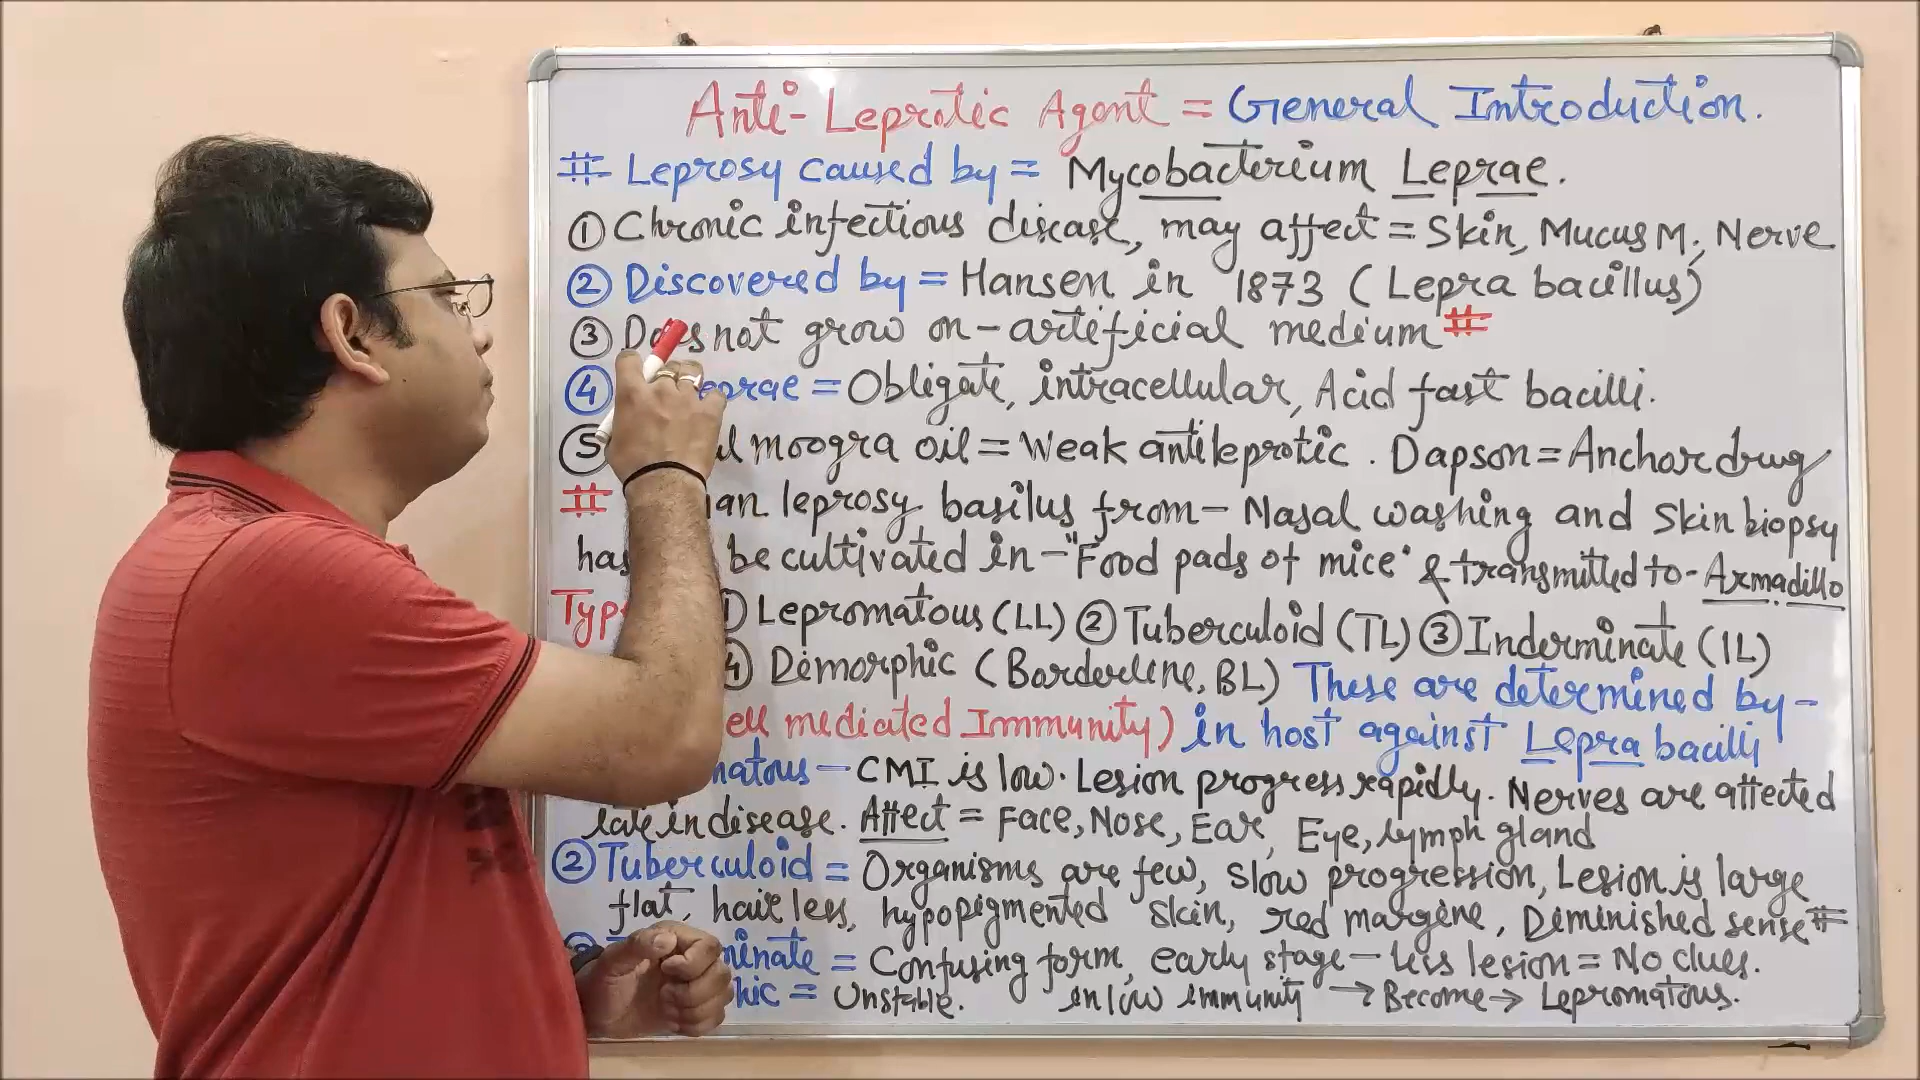 Anti-Leprotic Agent = General Introduction.
# Leprosy caused by = Mycobacterium Leprae.
① Chronic infectious disease, may affect = Skin, Mucus M, Nerve
② Discovered by = Hansen in 1873 (Lepra bacillus)
③ Does not grow on - artificial medium #
④ eprae = Obligate, intracellular, Acid fast bacilli.
⑤ ul moogra oil = Weak antileprotic. Dapson = Anchar drug
# an leprosy basilus from - Nasal washing and Skin biopsy
has be cultivated in - "Food pads of mice" & transmitted to - Armadillo
Typ ① Lepromatous (LL) ② Tuberculoid (TL) ③ Inderminate (IL)
④ Demorphic (Borderline, BL) These are determined by -
ell mediated Immunity) in host against Lepra bacilli
matous - CMI is low. Lesion progress rapidly. Nerves are affected
late in disease. Affect = Face, Nose, Ear, Eye, lymph gland
② Tuberculoid = Organisms are few, slow progression, Lesion is large
flat, hair less, hypopigmented skin, red margine, Diminished sense #
minate = Confusing form, early stage - less lesion = No clues.
hic = Unstable. in low immunity → Become → Lepromatous.